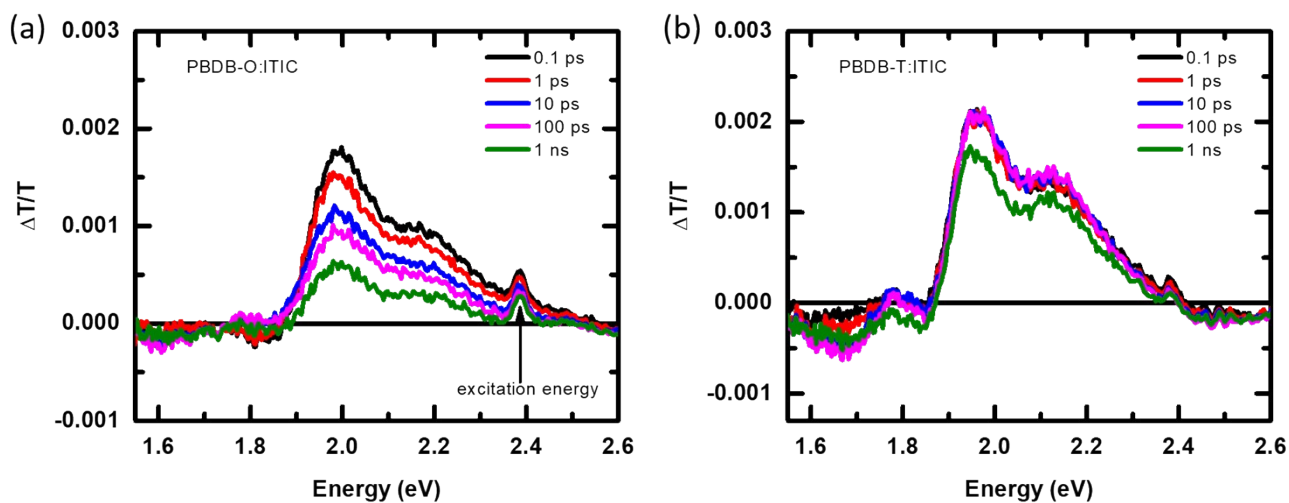 (a)
0.003
0.002
0.001
0.000
-0.001
ΔT/T
PBDB-O:ITIC
0.1 ps
1 ps
10 ps
100 ps
1 ns
excitation energy
1.6 1.8 2.0 2.2 2.4 2.6
Energy (eV)
(b)
0.003
0.002
0.001
0.000
-0.001
ΔT/T
PBDB-T:ITIC
0.1 ps
1 ps
10 ps
100 ps
1 ns
1.6 1.8 2.0 2.2 2.4 2.6
Energy (eV)